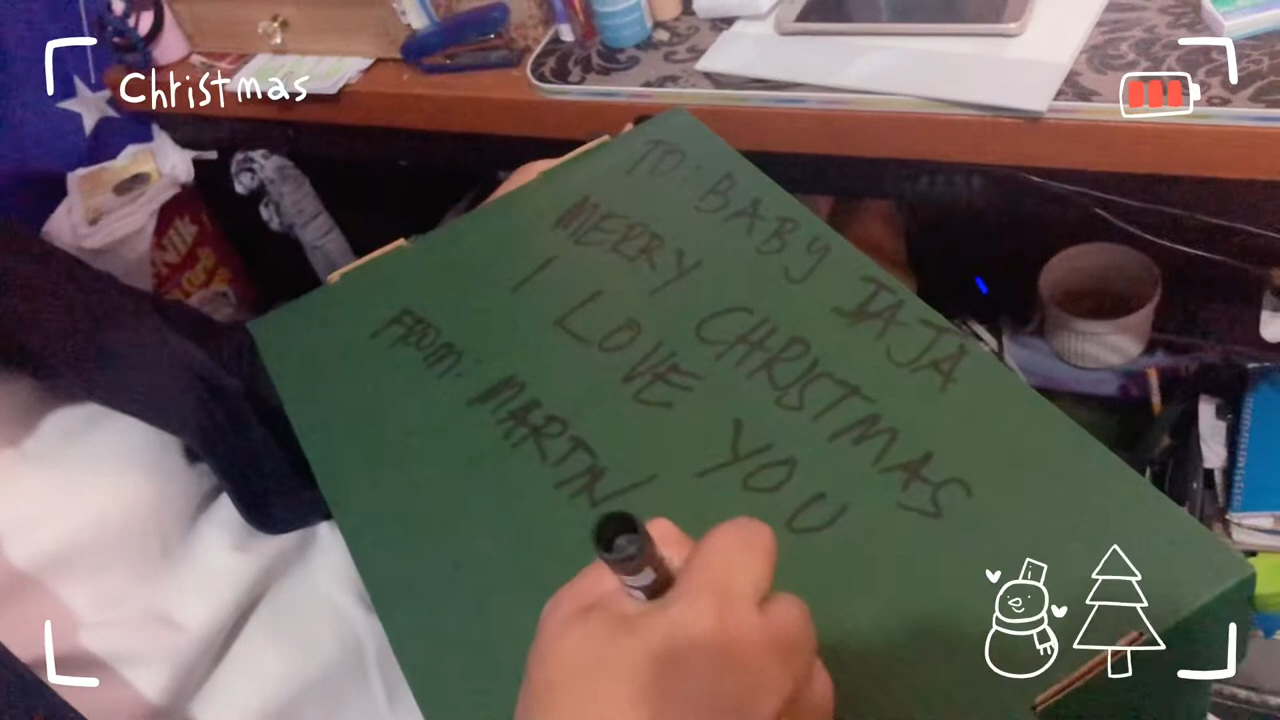 Christmas
TO: BABY JAJA
MERRY CHRISTMAS
I LOVE YOU
FROM: MARTIN